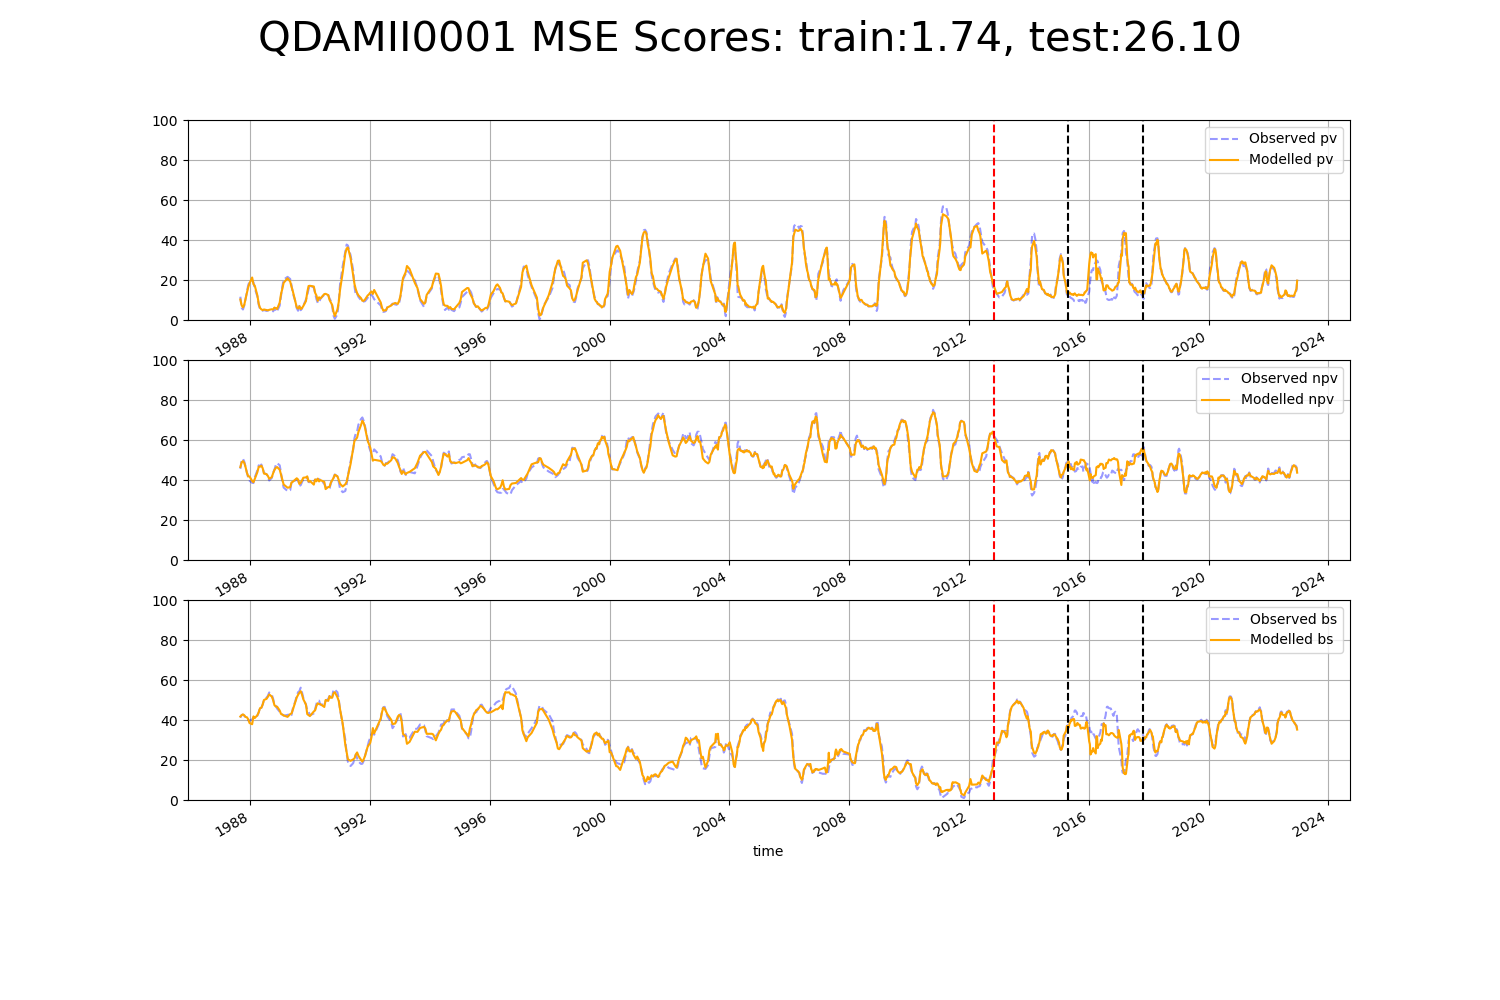 QDAMII0001 MSE Scores: train:1.74, test:26.10
100
80
60
40
20
0
Observed pv
Modelled pv
1988 1992 1996 2000 2004 2008 2012 2016 2020 2024
100
80
60
40
20
0
Observed npv
Modelled npv
1988 1992 1996 2000 2004 2008 2012 2016 2020 2024
100
80
60
40
20
0
Observed bs
Modelled bs
1988 1992 1996 2000 2004 2008 2012 2016 2020 2024
time